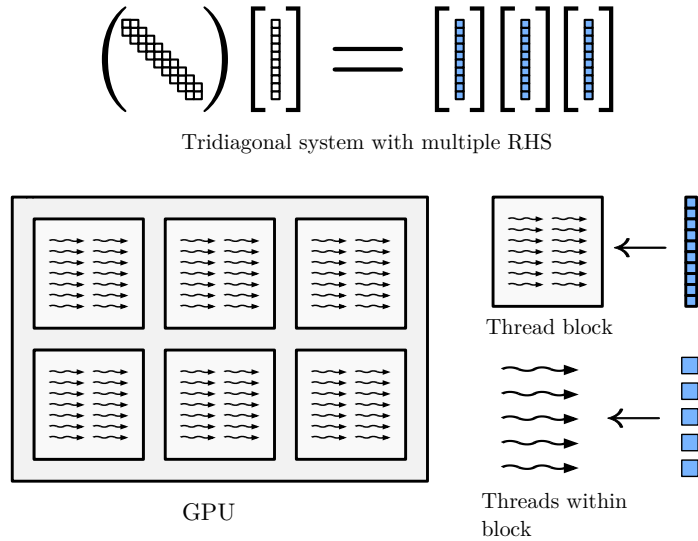 Tridiagonal system with multiple RHS
Thread block
Threads within
block
GPU